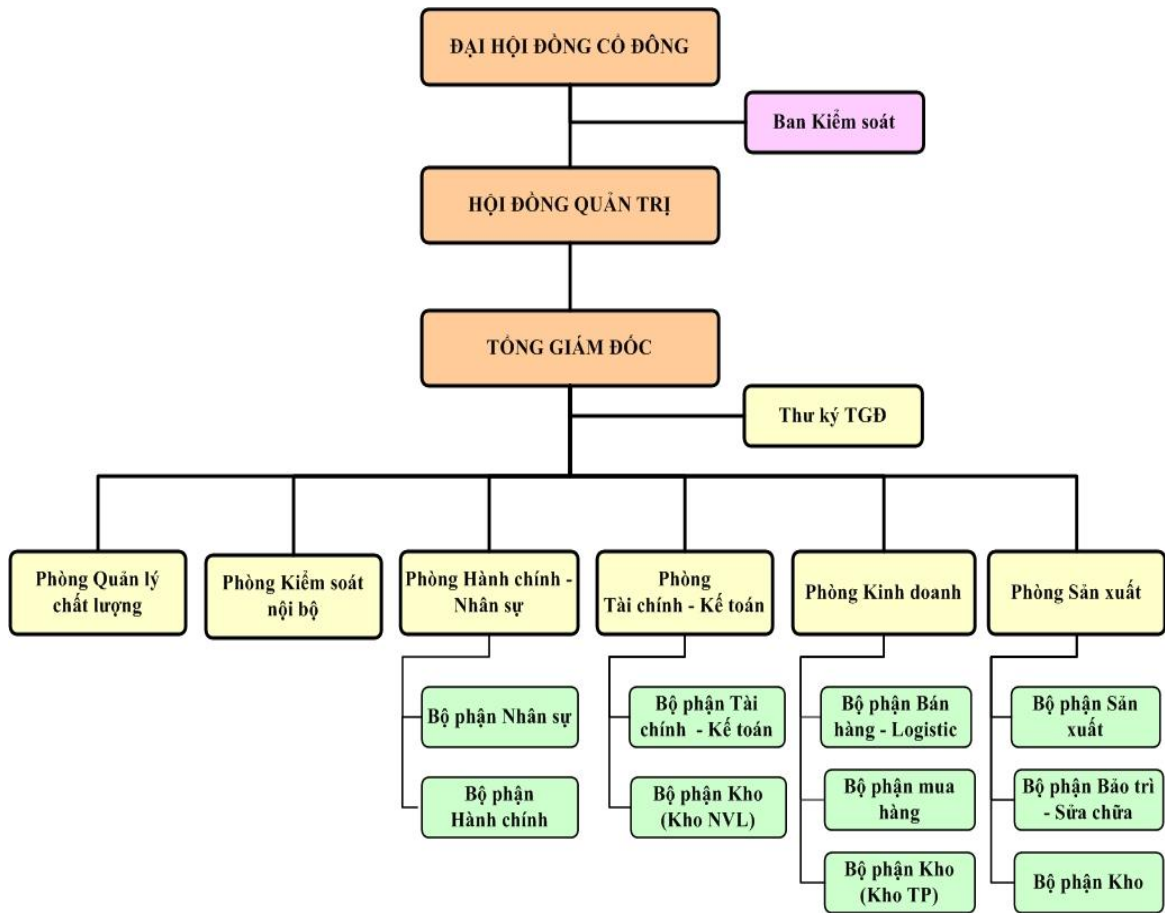 ĐẠI HỘI ĐỒNG CỔ ĐÔNG
Ban Kiểm soát
HỘI ĐỒNG QUẢN TRỊ
TỔNG GIÁM ĐỐC
Thư ký TGĐ
Phòng Quản lý
chất lượng
Phòng Kiểm soát
nội bộ
Phòng Hành chính -
Nhân sự
Phòng
Tài chính - Kế toán
Phòng Kinh doanh
Phòng Sản xuất
Bộ phận Nhân sự
Bộ phận
Hành chính
Bộ phận Tài
chính - Kế toán
Bộ phận Kho
(Kho NVL)
Bộ phận Bán
hàng - Logistic
Bộ phận mua
hàng
Bộ phận Kho
(Kho TP)
Bộ phận Sản
xuất
Bộ phận Bảo trì
- Sửa chữa
Bộ phận Kho